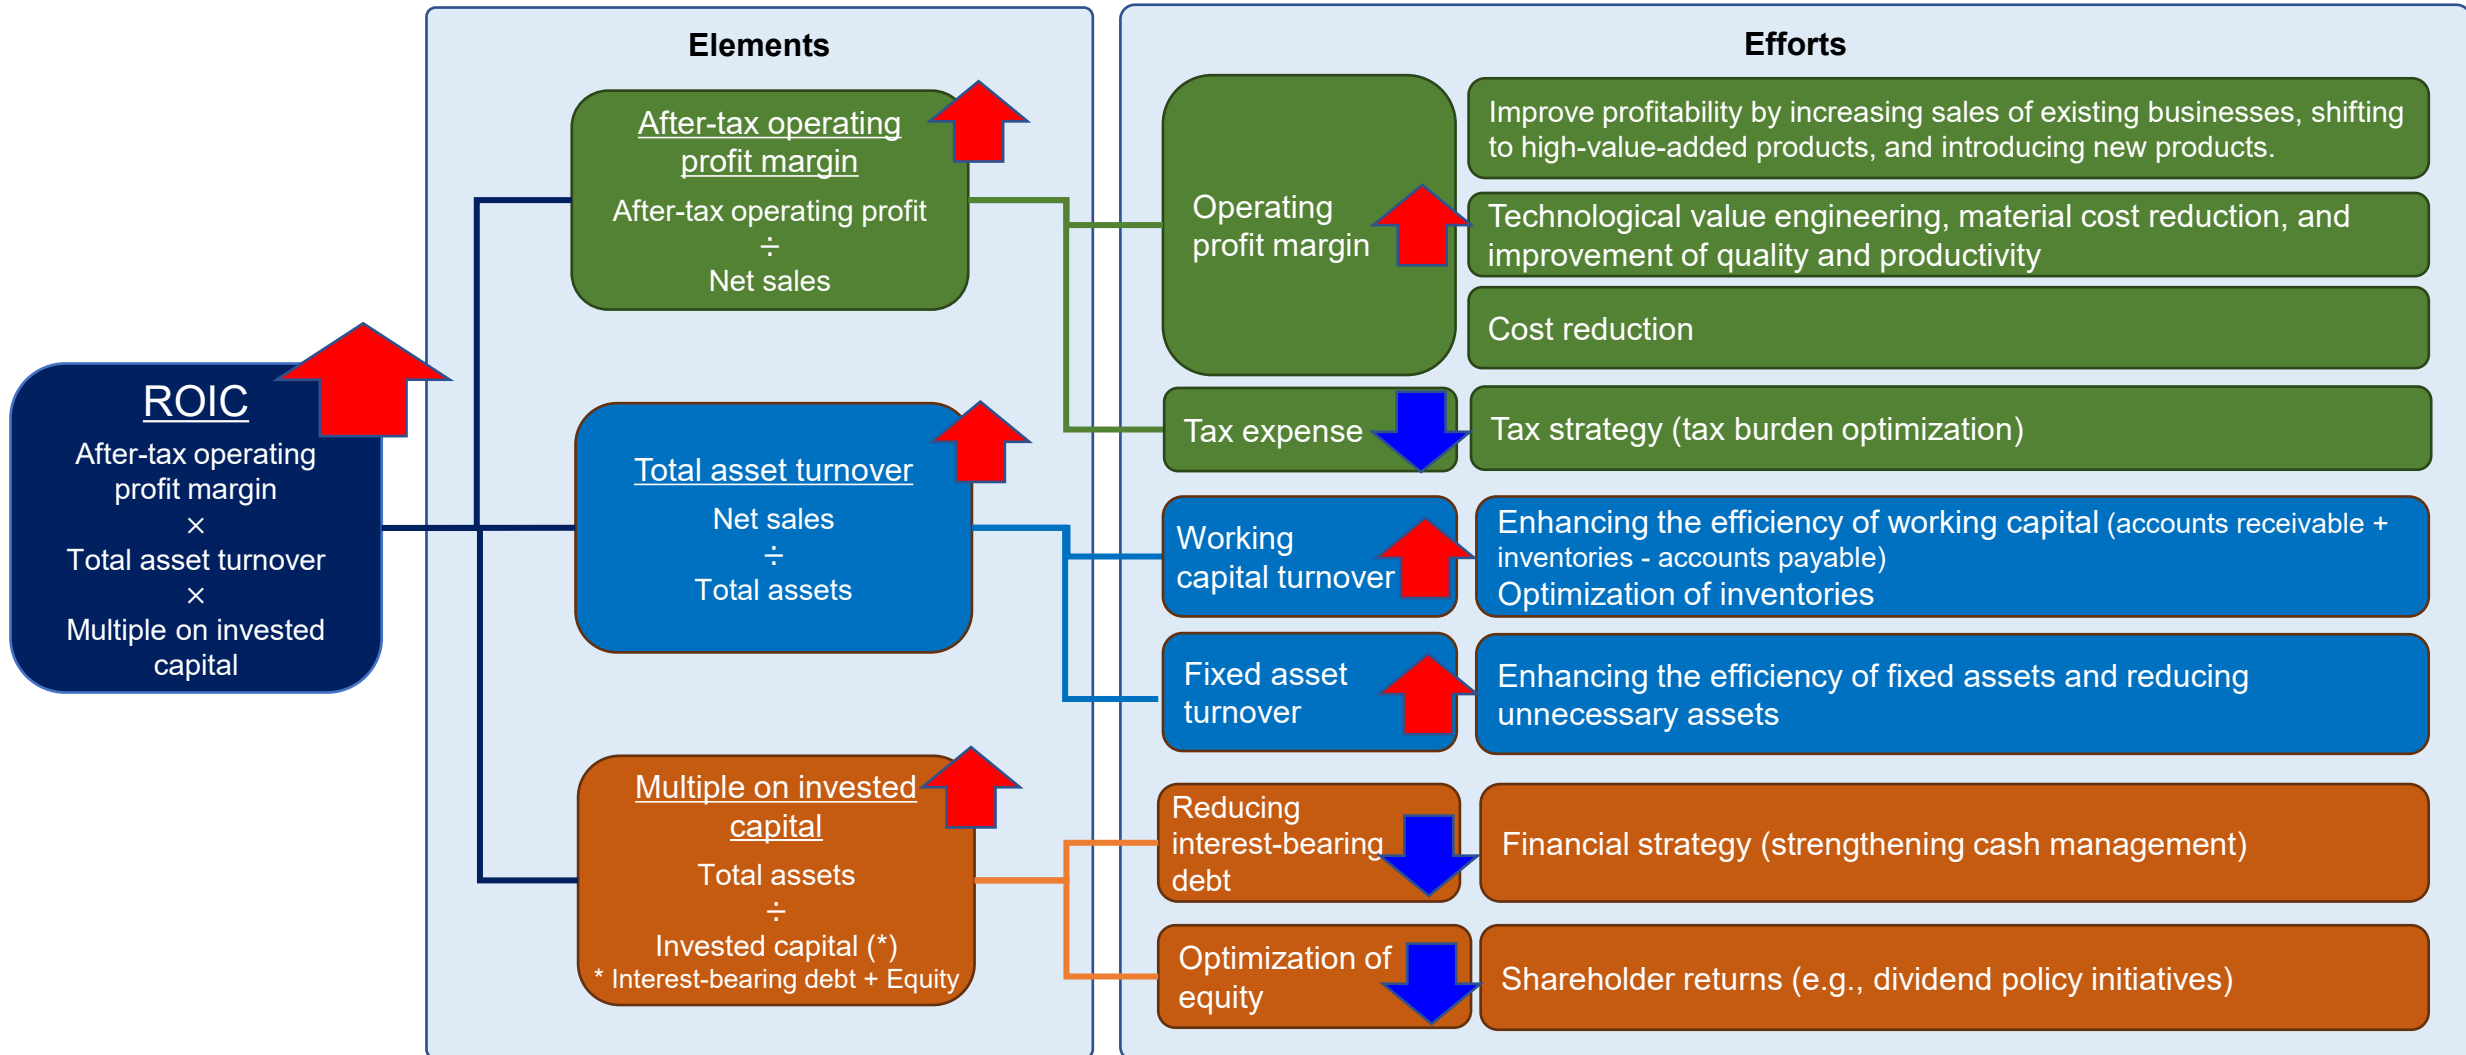 Elements
Efforts
ROIC
After-tax operating
profit margin
×
Total asset turnover
×
Multiple on invested
capital
After-tax operating
profit margin
After-tax operating profit
÷
Net sales
Total asset turnover
Net sales
÷
Total assets
Multiple on invested
capital
Total assets
÷
Invested capital (*)
* Interest-bearing debt + Equity
Operating
profit margin
Improve profitability by increasing sales of existing businesses, shifting
to high-value-added products, and introducing new products.
Technological value engineering, material cost reduction, and
improvement of quality and productivity
Cost reduction
Tax expense
Tax strategy (tax burden optimization)
Working
capital turnover
Enhancing the efficiency of working capital (accounts receivable +
inventories - accounts payable)
Optimization of inventories
Fixed asset
turnover
Enhancing the efficiency of fixed assets and reducing
unnecessary assets
Reducing
interest-bearing
debt
Financial strategy (strengthening cash management)
Optimization of
equity
Shareholder returns (e.g., dividend policy initiatives)